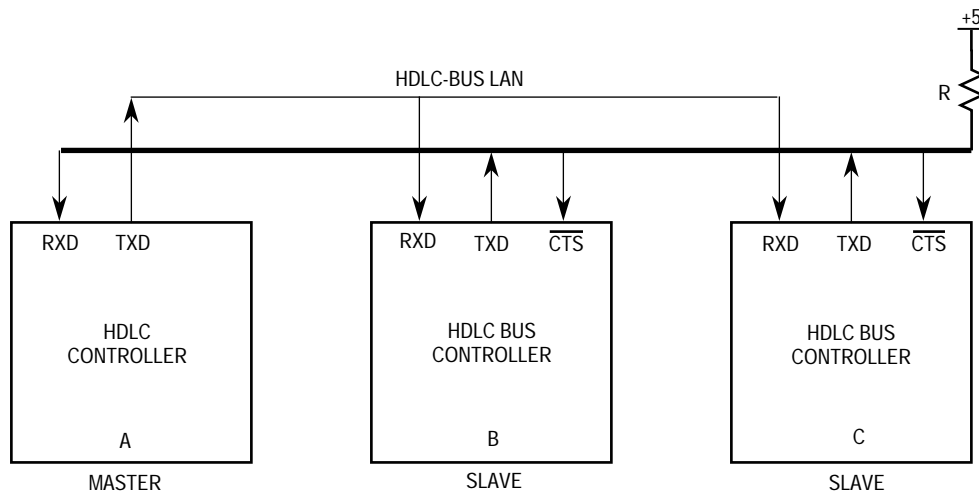 +5
HDLC-BUS LAN
R
RXD TXD
RXD TXD CTS
RXD TXD CTS
HDLC
CONTROLLER
A
MASTER
HDLC BUS
CONTROLLER
B
SLAVE
HDLC BUS
CONTROLLER
C
SLAVE